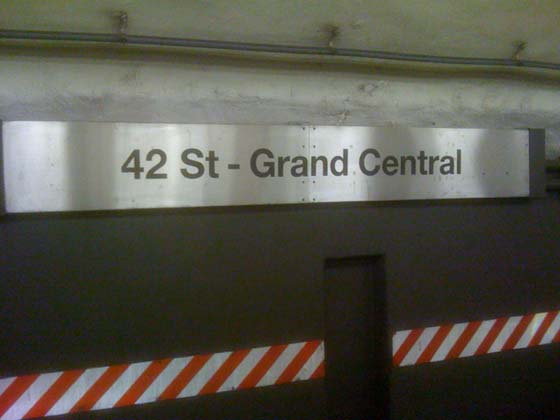 42 St - Grand Central